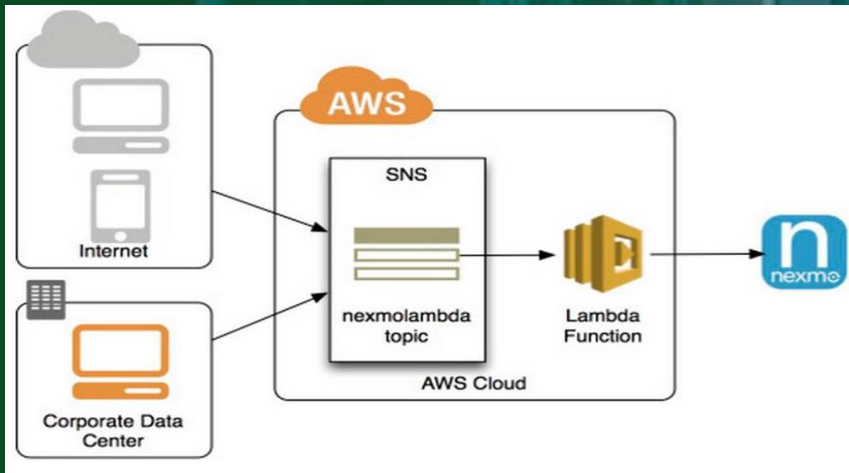 Internet
Corporate Data
Center
AWS
SNS
nexmolambda
topic
Lambda
Function
AWS Cloud
n
nexmo